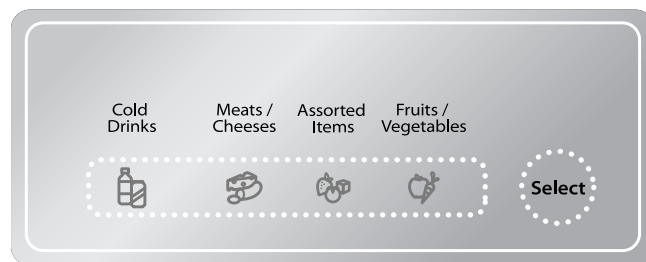 Cold
Drinks
Meats /
Cheeses
Assorted
Items
Fruits /
Vegetables
Select